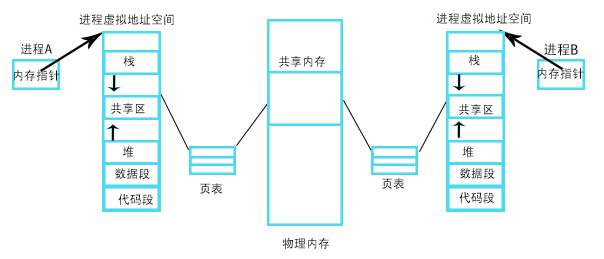 进程虚拟地址空间
进程A
内存指针
栈
共享区
堆
数据段
代码段
页表
共享内存
物理内存
页表
进程虚拟地址空间
进程B
内存指针
栈
共享区
堆
数据段
代码段